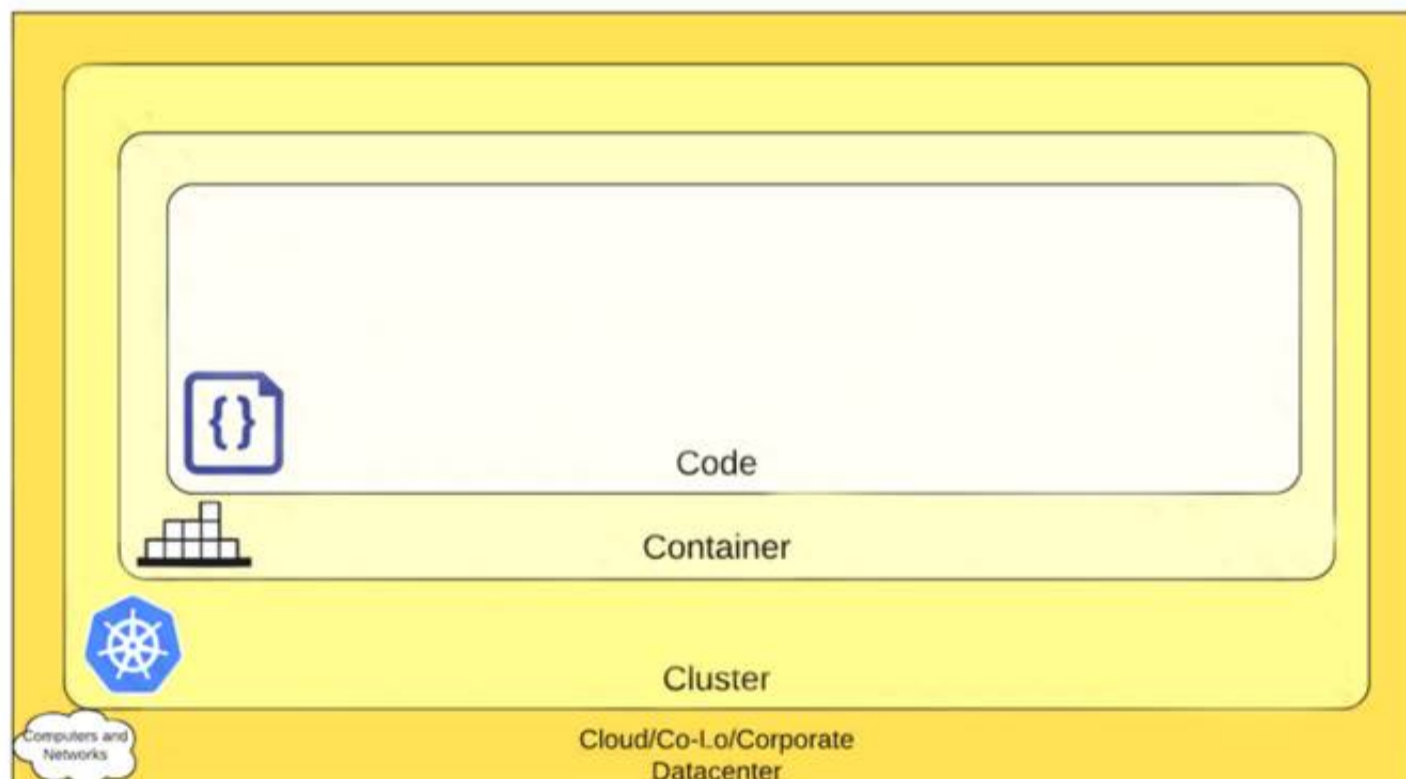 {}
Code
Container
Cluster
Computers and
Networks
Cloud/Co-Lo/Corporate
Datacenter